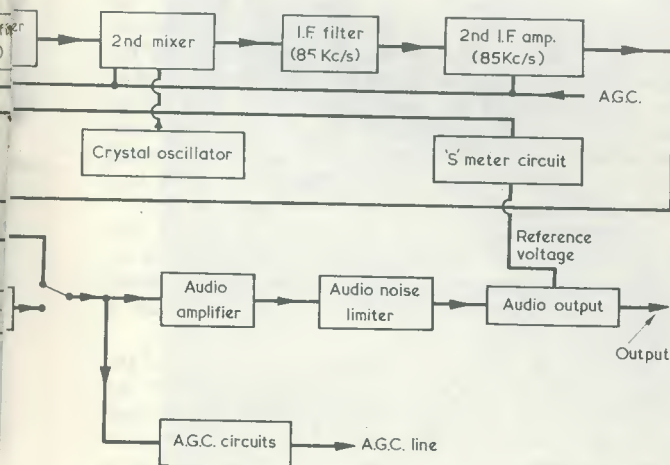 2nd mixer
I.F. filter
(85 Kc/s)
2nd I.F. amp.
(85Kc/s)
A.G.C.
Crystal oscillator
'S' meter circuit
Reference
voltage
Audio
amplifier
Audio noise
limiter
Audio output
Output
A.G.C. circuits
A.G.C. line